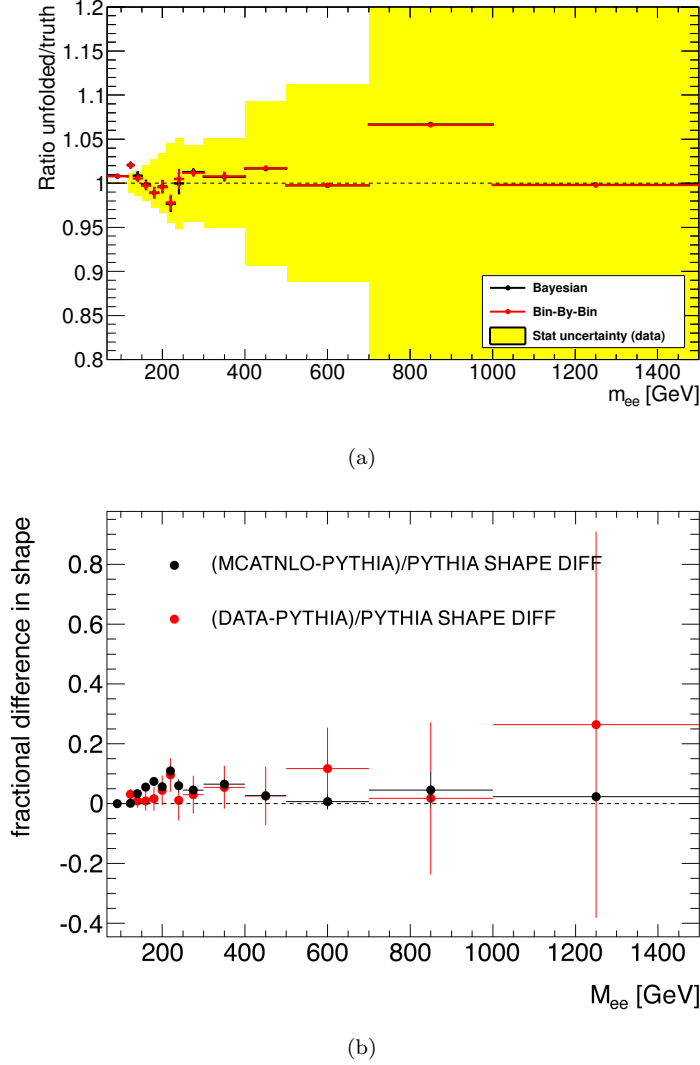 Ratio unfolded/truth
1.2
1.15
1.1
1.05
1
0.95
0.9
0.85
0.8
Bayesian
Bin-By-Bin
Stat uncertainty (data)
200 400 600 800 1000 1200 1400
m_ee [GeV]
(a)
fractional difference in shape
0.8
0.6
0.4
0.2
0
-0.2
-0.4
(MCATNLO-PYTHIA)/PYTHIA SHAPE DIFF
(DATA-PYTHIA)/PYTHIA SHAPE DIFF
200 400 600 800 1000 1200 1400
M_ee [GeV]
(b)